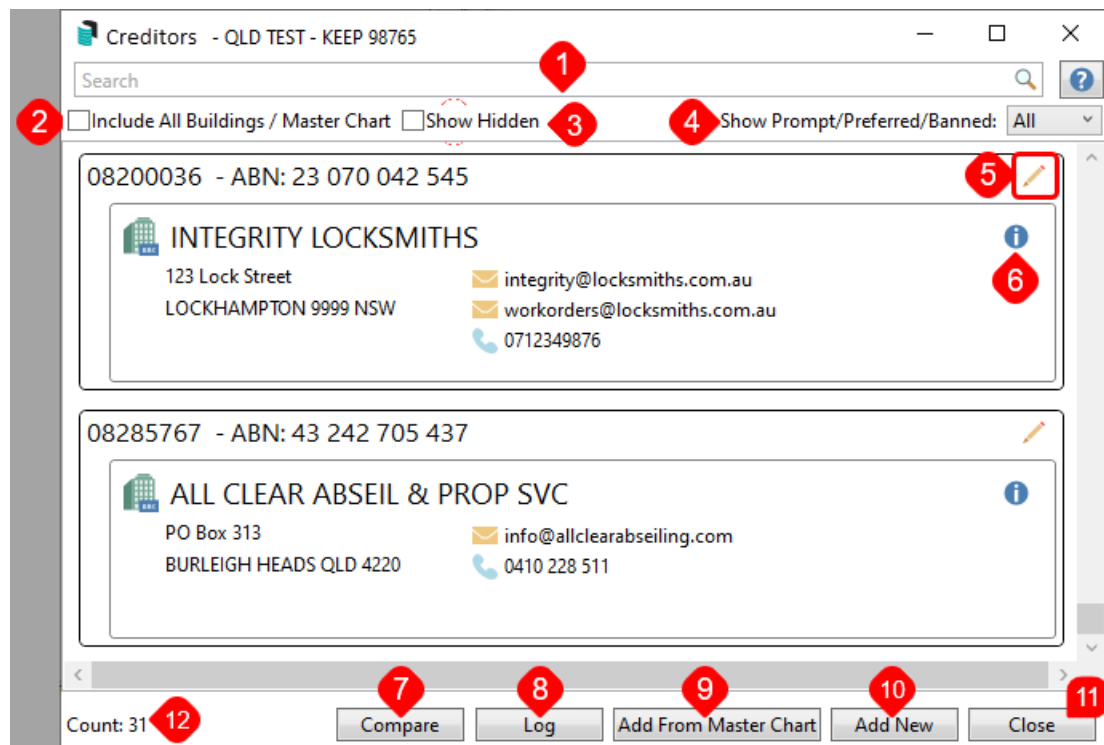 Creditors - QLD TEST - KEEP 98765
1
Search
?
2 Include All Buildings / Master Chart Show Hidden 3 4 Show Prompt/Preferred/Banned: All
08200036 - ABN: 23 070 042 545 5
INTEGRITY LOCKSMITHS
6
123 Lock Street integrity@locksmiths.com.au
LOCKHAMPTON 9999 NSW workorders@locksmiths.com.au
0712349876
08285767 - ABN: 43 242 705 437
ALL CLEAR ABSEIL & PROP SVC
PO Box 313 info@allclearabseiling.com
BURLEIGH HEADS QLD 4220 0410 228 511
7 8 9 10 11
Count: 31 12 Compare Log Add From Master Chart Add New Close